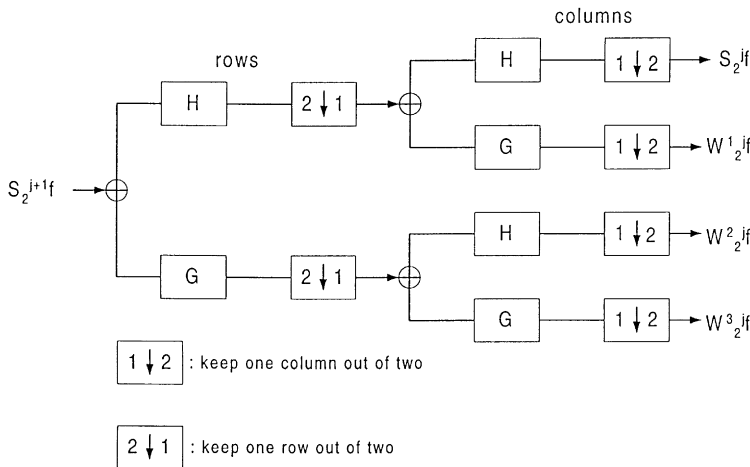 columns
rows
H 1↓2 S₂ʲf
H 2↓1
G 1↓2 W¹₂ʲf
S₂ʲ⁺¹f
H 1↓2 W²₂ʲf
G 2↓1
G 1↓2 W³₂ʲf
1↓2 : keep one column out of two
2↓1 : keep one row out of two